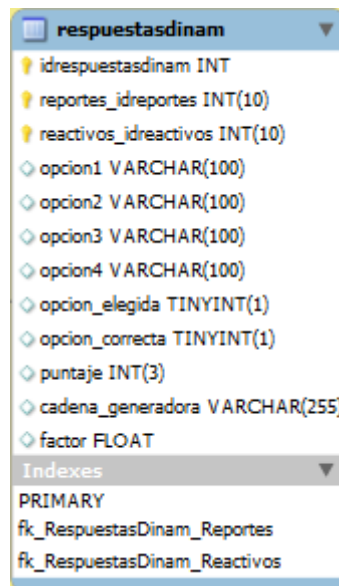 respuestasdinam
idrespuestasdinam INT
reportes_idreportes INT(10)
reactivos_idreactivos INT(10)
opcion1 VARCHAR(100)
opcion2 VARCHAR(100)
opcion3 VARCHAR(100)
opcion4 VARCHAR(100)
opcion_elegida TINYINT(1)
opcion_correcta TINYINT(1)
puntaje INT(3)
cadena_generadora VARCHAR(255)
factor FLOAT
Indexes
PRIMARY
fk_RespuestasDinam_Reportes
fk_RespuestasDinam_Reactivos